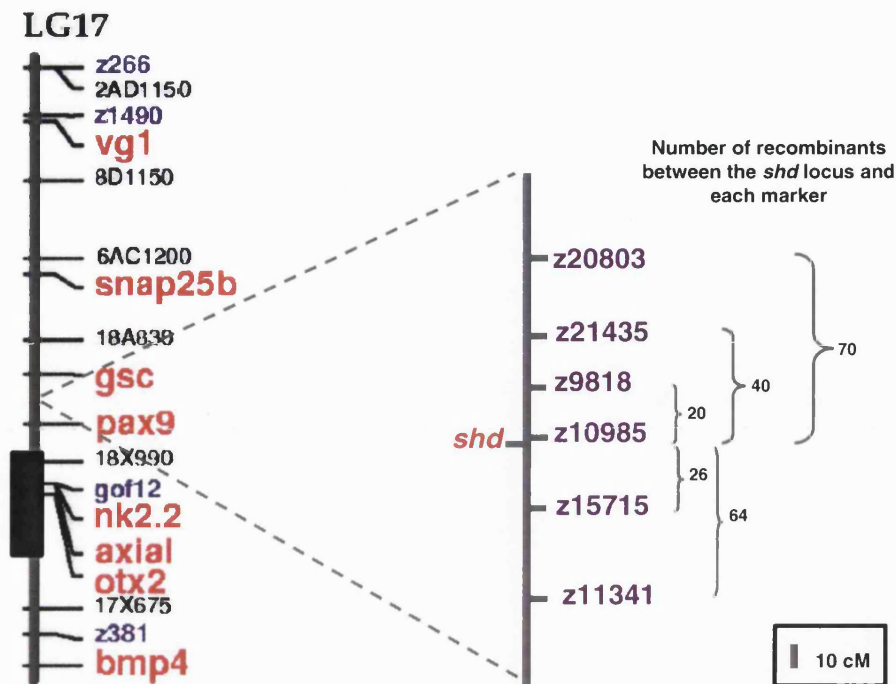 LG17
z266
2AD1150
z1490
vg1
8D1150
6AC1200
snap25b
18A830
gsc
pax9
18X990
gof12
nk2.2
axial
otx2
17X675
z381
bmp4
Number of recombinants
between the shd locus and
each marker
z20803
z21435
z9818
z10985
shd
z15715
z11341
70
40
20
26
64
10 cM